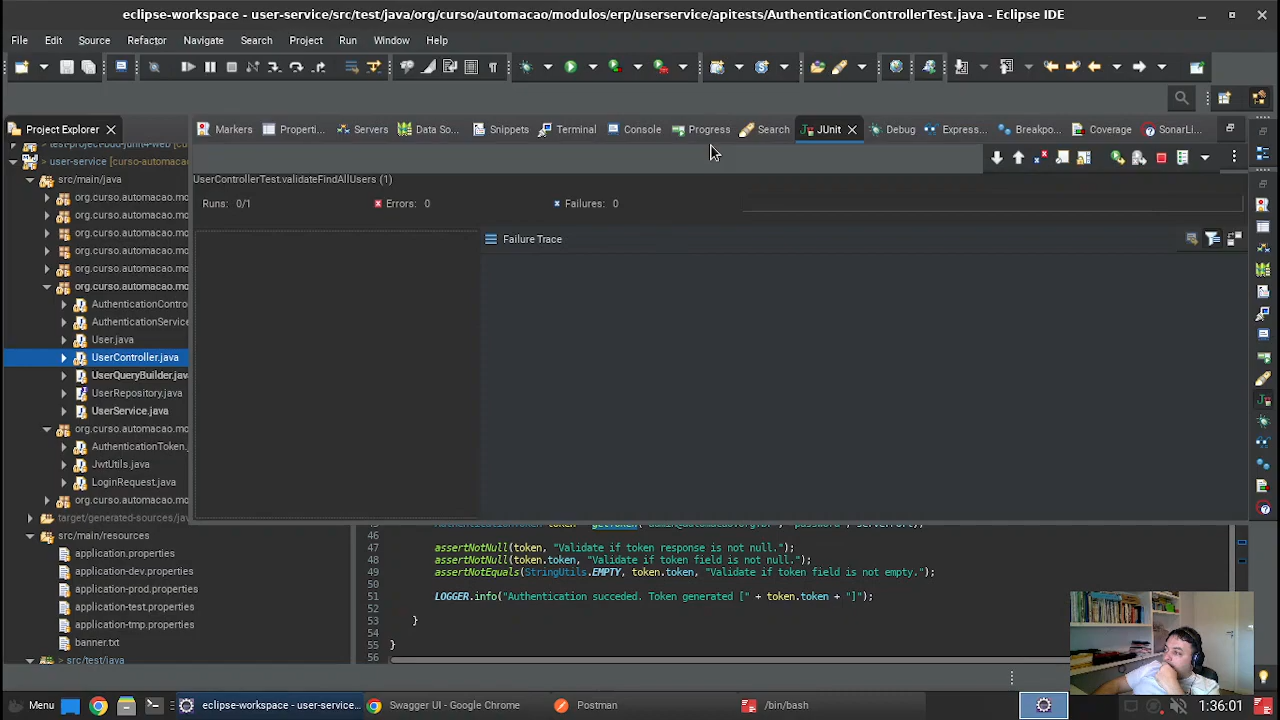 eclipse-workspace - user-service/src/test/java/org/curso/automacao/modulos/erp/userservice/apitests/AuthenticationControllerTest.java - Eclipse IDE
File Edit Source Refactor Navigate Search Project Run Window Help
Project Explorer
Markers Properti... Servers Data So... Snippets Terminal Console Progress Search JUnit Debug Express... Breakpo... Coverage SonarLi...
user-service [curso-automaca
src/main/java
UserControllerTest.validateFindAllUsers (1)
org.curso.automacao.mo
Runs: 0/1 Errors: 0 Failures: 0
org.curso.automacao.mo
org.curso.automacao.mo
Failure Trace
org.curso.automacao.mo
org.curso.automacao.mo
org.curso.automacao.mo
AuthenticationContro
AuthenticationService
User.java
UserController.java
UserQueryBuilder.java
UserRepository.java
UserService.java
org.curso.automacao.mo
AuthenticationToken.
JwtUtils.java
LoginRequest.java
org.curso.automacao.mo
target/generated-sources/jav
src/main/resources
application.properties
application-dev.properties
application-prod.properties
application-test.properties
application-tmp.properties
banner.txt
src/test/java
46
47 assertNotNull(token, "Validate if token response is not null.");
48 assertNotNull(token.token, "Validate if token field is not null.");
49 assertNotEquals(StringUtils.EMPTY, token.token, "Validate if token field is not empty.");
50
51 LOGGER.info("Authentication succeded. Token generated [" + token.token + "]");
52
53 }
54
55 }
56
Menu eclipse-workspace - user-service... Swagger UI - Google Chrome Postman /bin/bash 1:36:01